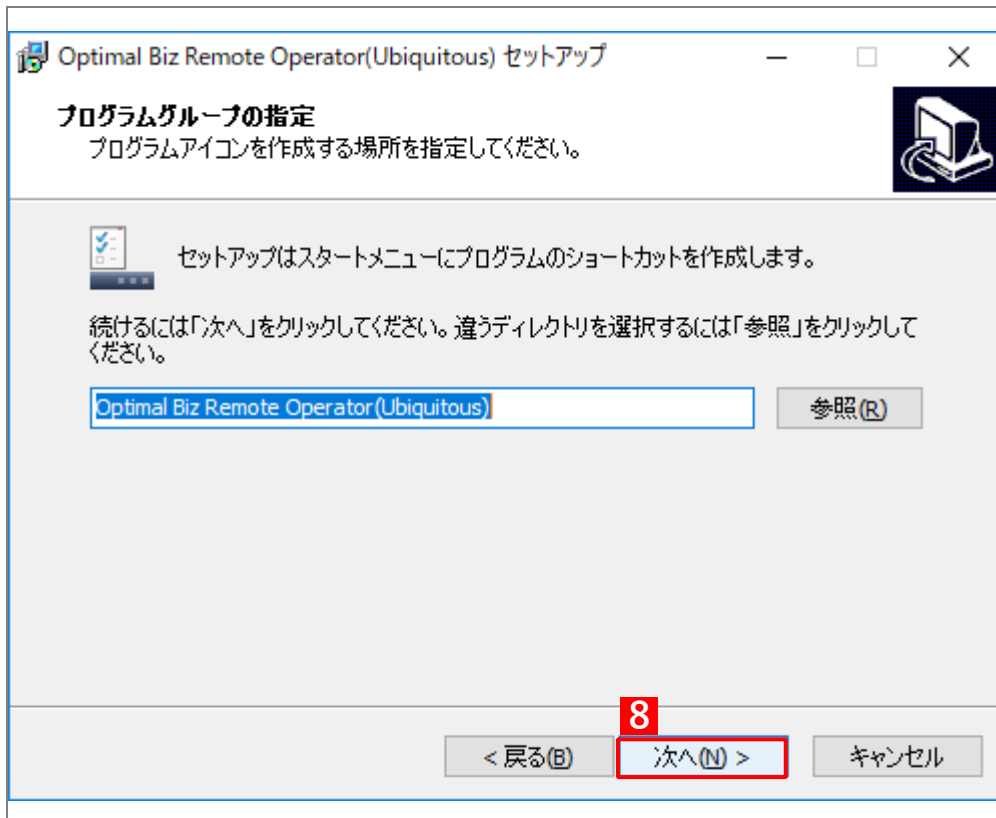 Optimal Biz Remote Operator(Ubiquitous) セットアップ
プログラムグループの指定
プログラムアイコンを作成する場所を指定してください。
セットアップはスタートメニューにプログラムのショートカットを作成します。
続けるには「次へ」をクリックしてください。違うディレクトリを選択するには「参照」をクリックして
ください。
Optimal Biz Remote Operator(Ubiquitous)
参照(R)
8
< 戻る(B)
次へ(N) >
キャンセル